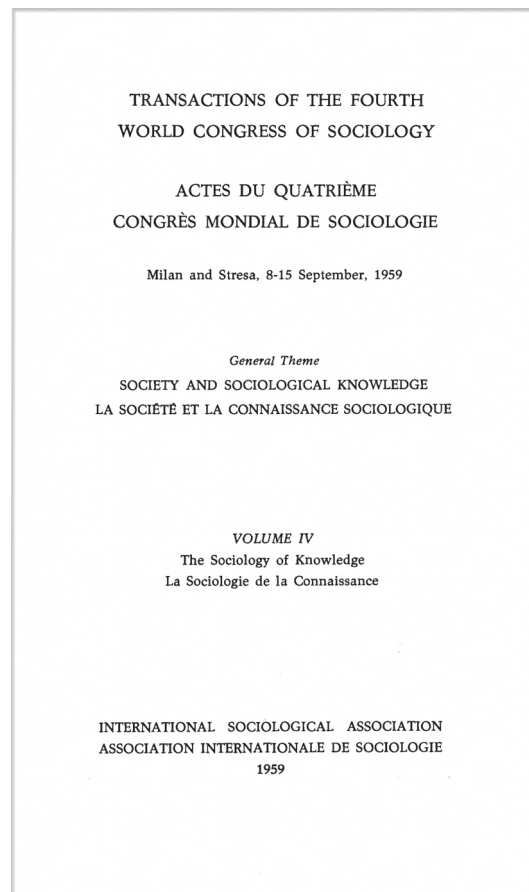 TRANSACTIONS OF THE FOURTH
WORLD CONGRESS OF SOCIOLOGY
ACTES DU QUATRIÈME
CONGRÈS MONDIAL DE SOCIOLOGIE
Milan and Stresa, 8-15 September, 1959
General Theme
SOCIETY AND SOCIOLOGICAL KNOWLEDGE
LA SOCIÉTÉ ET LA CONNAISSANCE SOCIOLOGIQUE
VOLUME IV
The Sociology of Knowledge
La Sociologie de la Connaissance
INTERNATIONAL SOCIOLOGICAL ASSOCIATION
ASSOCIATION INTERNATIONALE DE SOCIOLOGIE
1959